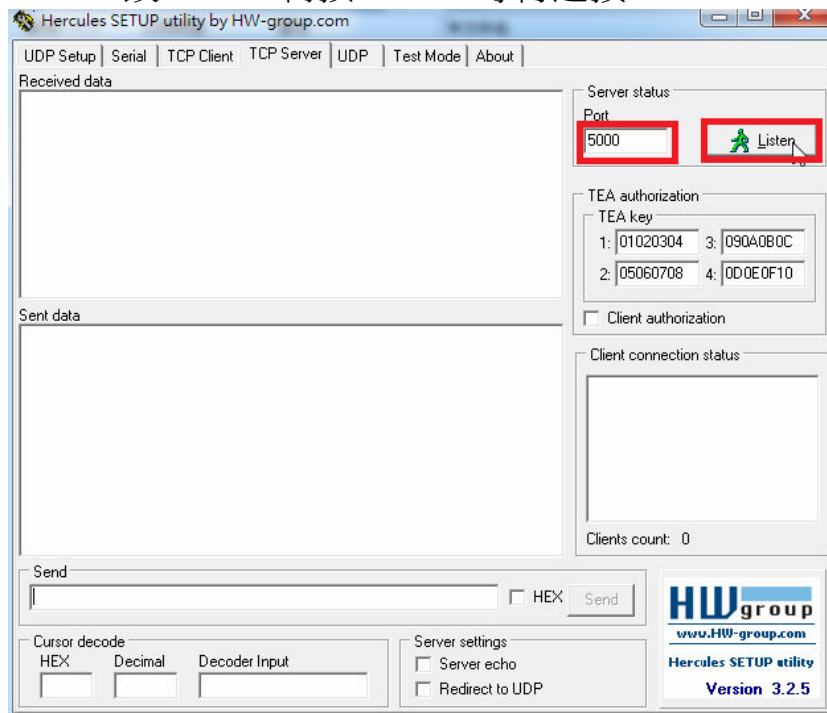 Hercules SETUP utility by HW-group.com
UDP Setup Serial TCP Client TCP Server UDP Test Mode About
Received data
Server status
Port
5000 Listen
TEA authorization
TEA key
1: 01020304 3: 090A0B0C
2: 05060708 4: 0D0E0F10
Client authorization
Sent data
Client connection status
Clients count: 0
Send
HEX Send
Cursor decode
HEX Decimal Decoder Input
Server settings
Server echo
Redirect to UDP
HW group
www.HW-group.com
Hercules SETUP utility
Version 3.2.5